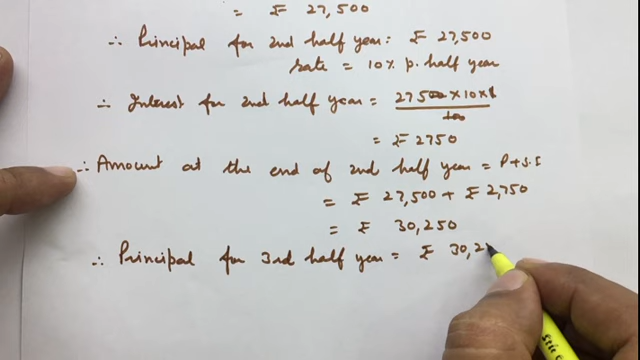 = ₹ 27,500
∴ Principal for 2nd half year: ₹ 27,500
rate = 10% p. half year
∴ Interest for 2nd half year = 27500 × 10 × 1
100
= ₹ 2750
∴ Amount at the end of 2nd half year = P + S.I
= ₹ 27,500 + ₹ 2,750
= ₹ 30,250
∴ Principal for 3rd half year = ₹ 30,2